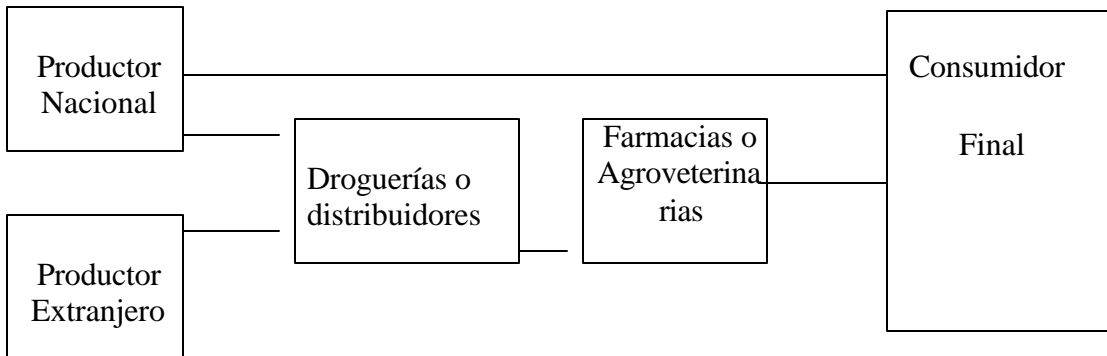 Productor
Nacional
Consumidor
Final
Farmacias o
Agroveterina
rias
Droguerías o
distribuidores
Productor
Extranjero